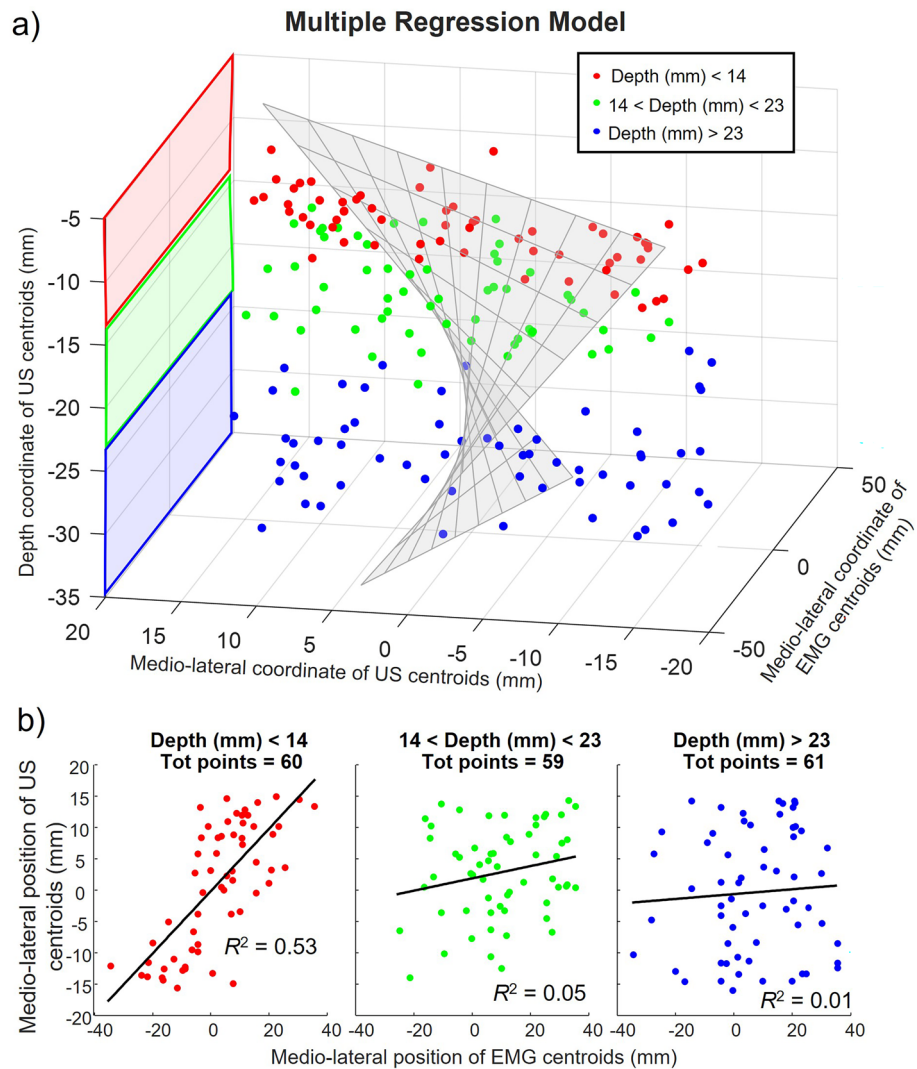 a)
Multiple Regression Model
Depth (mm) < 14
14 < Depth (mm) < 23
Depth (mm) > 23
Depth coordinate of US centroids (mm)
-5
-10
-15
-20
-25
-30
-35
20
15
10
5
0
-5
-10
-15
-20
Medio-lateral coordinate of US centroids (mm)
50
0
-50
Medio-lateral coordinate of
EMG centroids (mm)
b)
Depth (mm) < 14
Tot points = 60
14 < Depth (mm) < 23
Tot points = 59
Depth (mm) > 23
Tot points = 61
Medio-lateral position of US
centroids (mm)
20
15
10
5
0
-5
-10
-15
-20
R² = 0.53
R² = 0.05
R² = 0.01
-40 -20 0 20 40
-40 -20 0 20 40
-40 -20 0 20 40
Medio-lateral position of EMG centroids (mm)